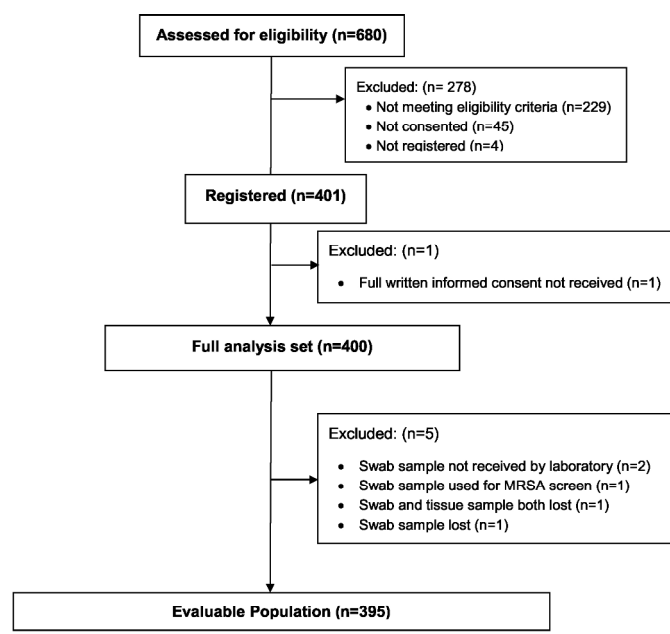 Assessed for eligibility (n=680)
Excluded: (n= 278)
• Not meeting eligibility criteria (n=229)
• Not consented (n=45)
• Not registered (n=4)
Registered (n=401)
Excluded: (n=1)
• Full written informed consent not received (n=1)
Full analysis set (n=400)
Excluded: (n=5)
• Swab sample not received by laboratory (n=2)
• Swab sample used for MRSA screen (n=1)
• Swab and tissue sample both lost (n=1)
• Swab sample lost (n=1)
Evaluable Population (n=395)